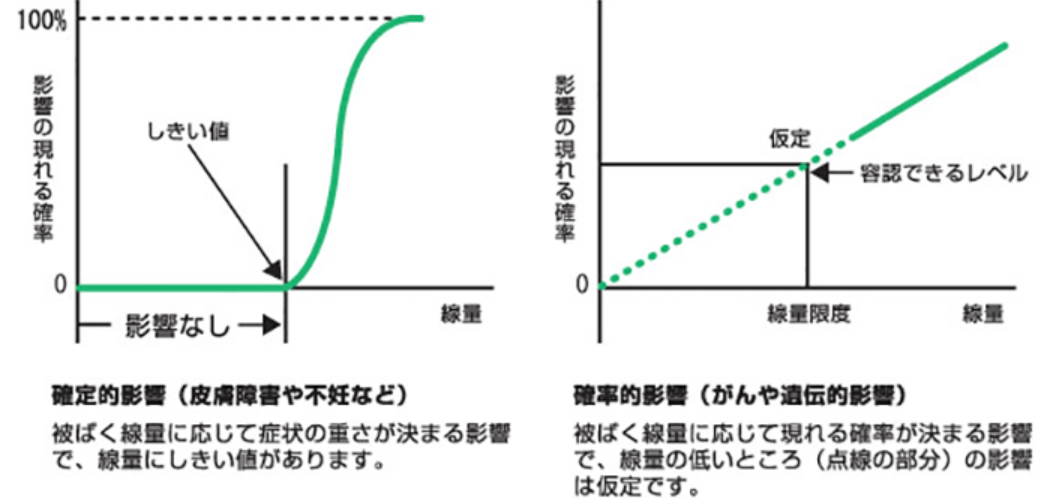 100%
影響の現れる確率
しきい値
0
影響なし
線量
確定的影響（皮膚障害や不妊など）
被ばく線量に応じて症状の重さが決まる影響
で、線量にしきい値があります。
影響の現れる確率
仮定
容認できるレベル
0
線量限度
線量
確率的影響（がんや遺伝的影響）
被ばく線量に応じて現れる確率が決まる影響
で、線量の低いところ（点線の部分）の影響
は仮定です。